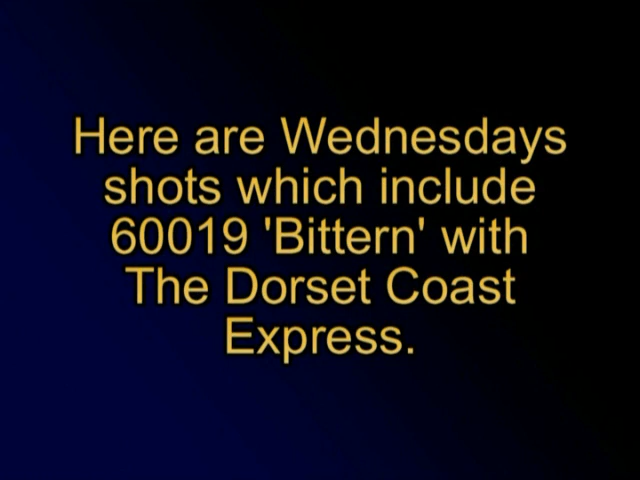 Here are Wednesdays
shots which include
60019 'Bittern' with
The Dorset Coast
Express.